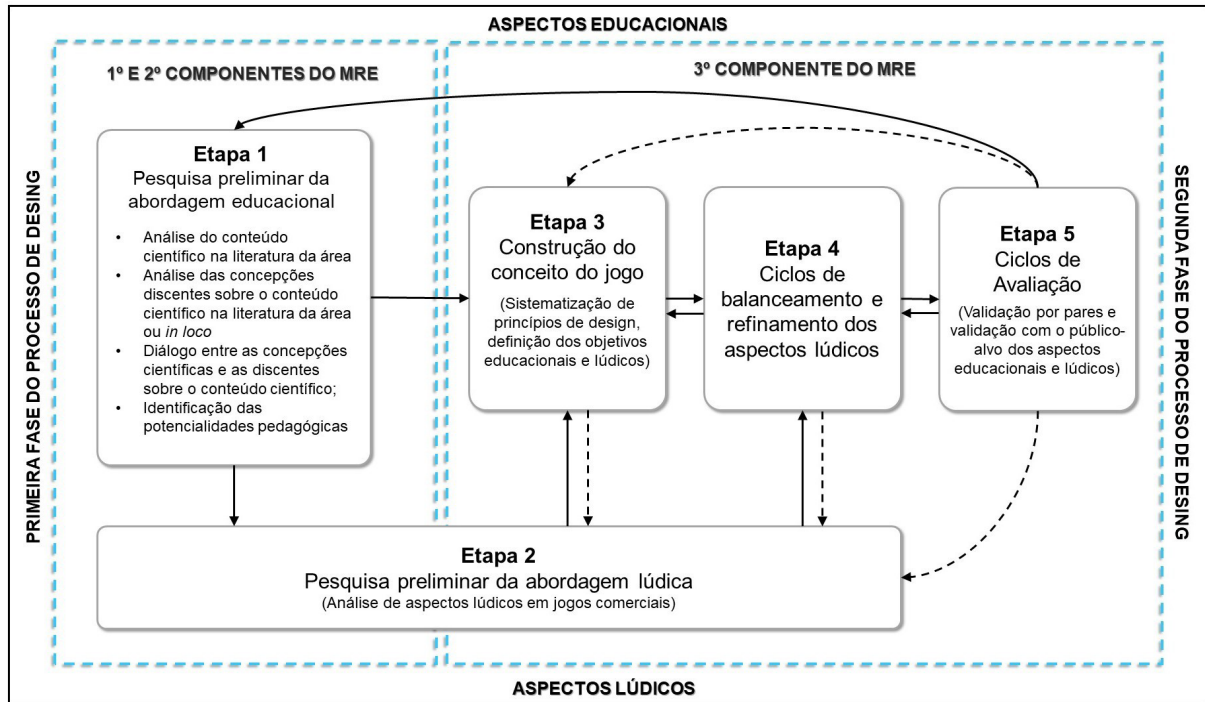 ASPECTOS EDUCACIONAIS
PRIMEIRA FASE DO PROCESSO DE DESING
1º E 2º COMPONENTES DO MRE
Etapa 1
Pesquisa preliminar da
abordagem educacional
• Análise do conteúdo
científico na literatura da área
• Análise das concepções
discentes sobre o conteúdo
científico na literatura da área
ou in loco
• Diálogo entre as concepções
científicas e as discentes
sobre o conteúdo científico;
• Identificação das
potencialidades pedagógicas
3º COMPONENTE DO MRE
Etapa 3
Construção do
conceito do jogo
(Sistematização de
princípios de design,
definição dos objetivos
educacionais e lúdicos)
Etapa 4
Ciclos de
balanceamento e
refinamento dos
aspectos lúdicos
Etapa 5
Ciclos de
Avaliação
(Validação por pares e
validação com o público-
alvo dos aspectos
educacionais e lúdicos)
SEGUNDA FASE DO PROCESSO DE DESING
Etapa 2
Pesquisa preliminar da abordagem lúdica
(Análise de aspectos lúdicos em jogos comerciais)
ASPECTOS LÚDICOS